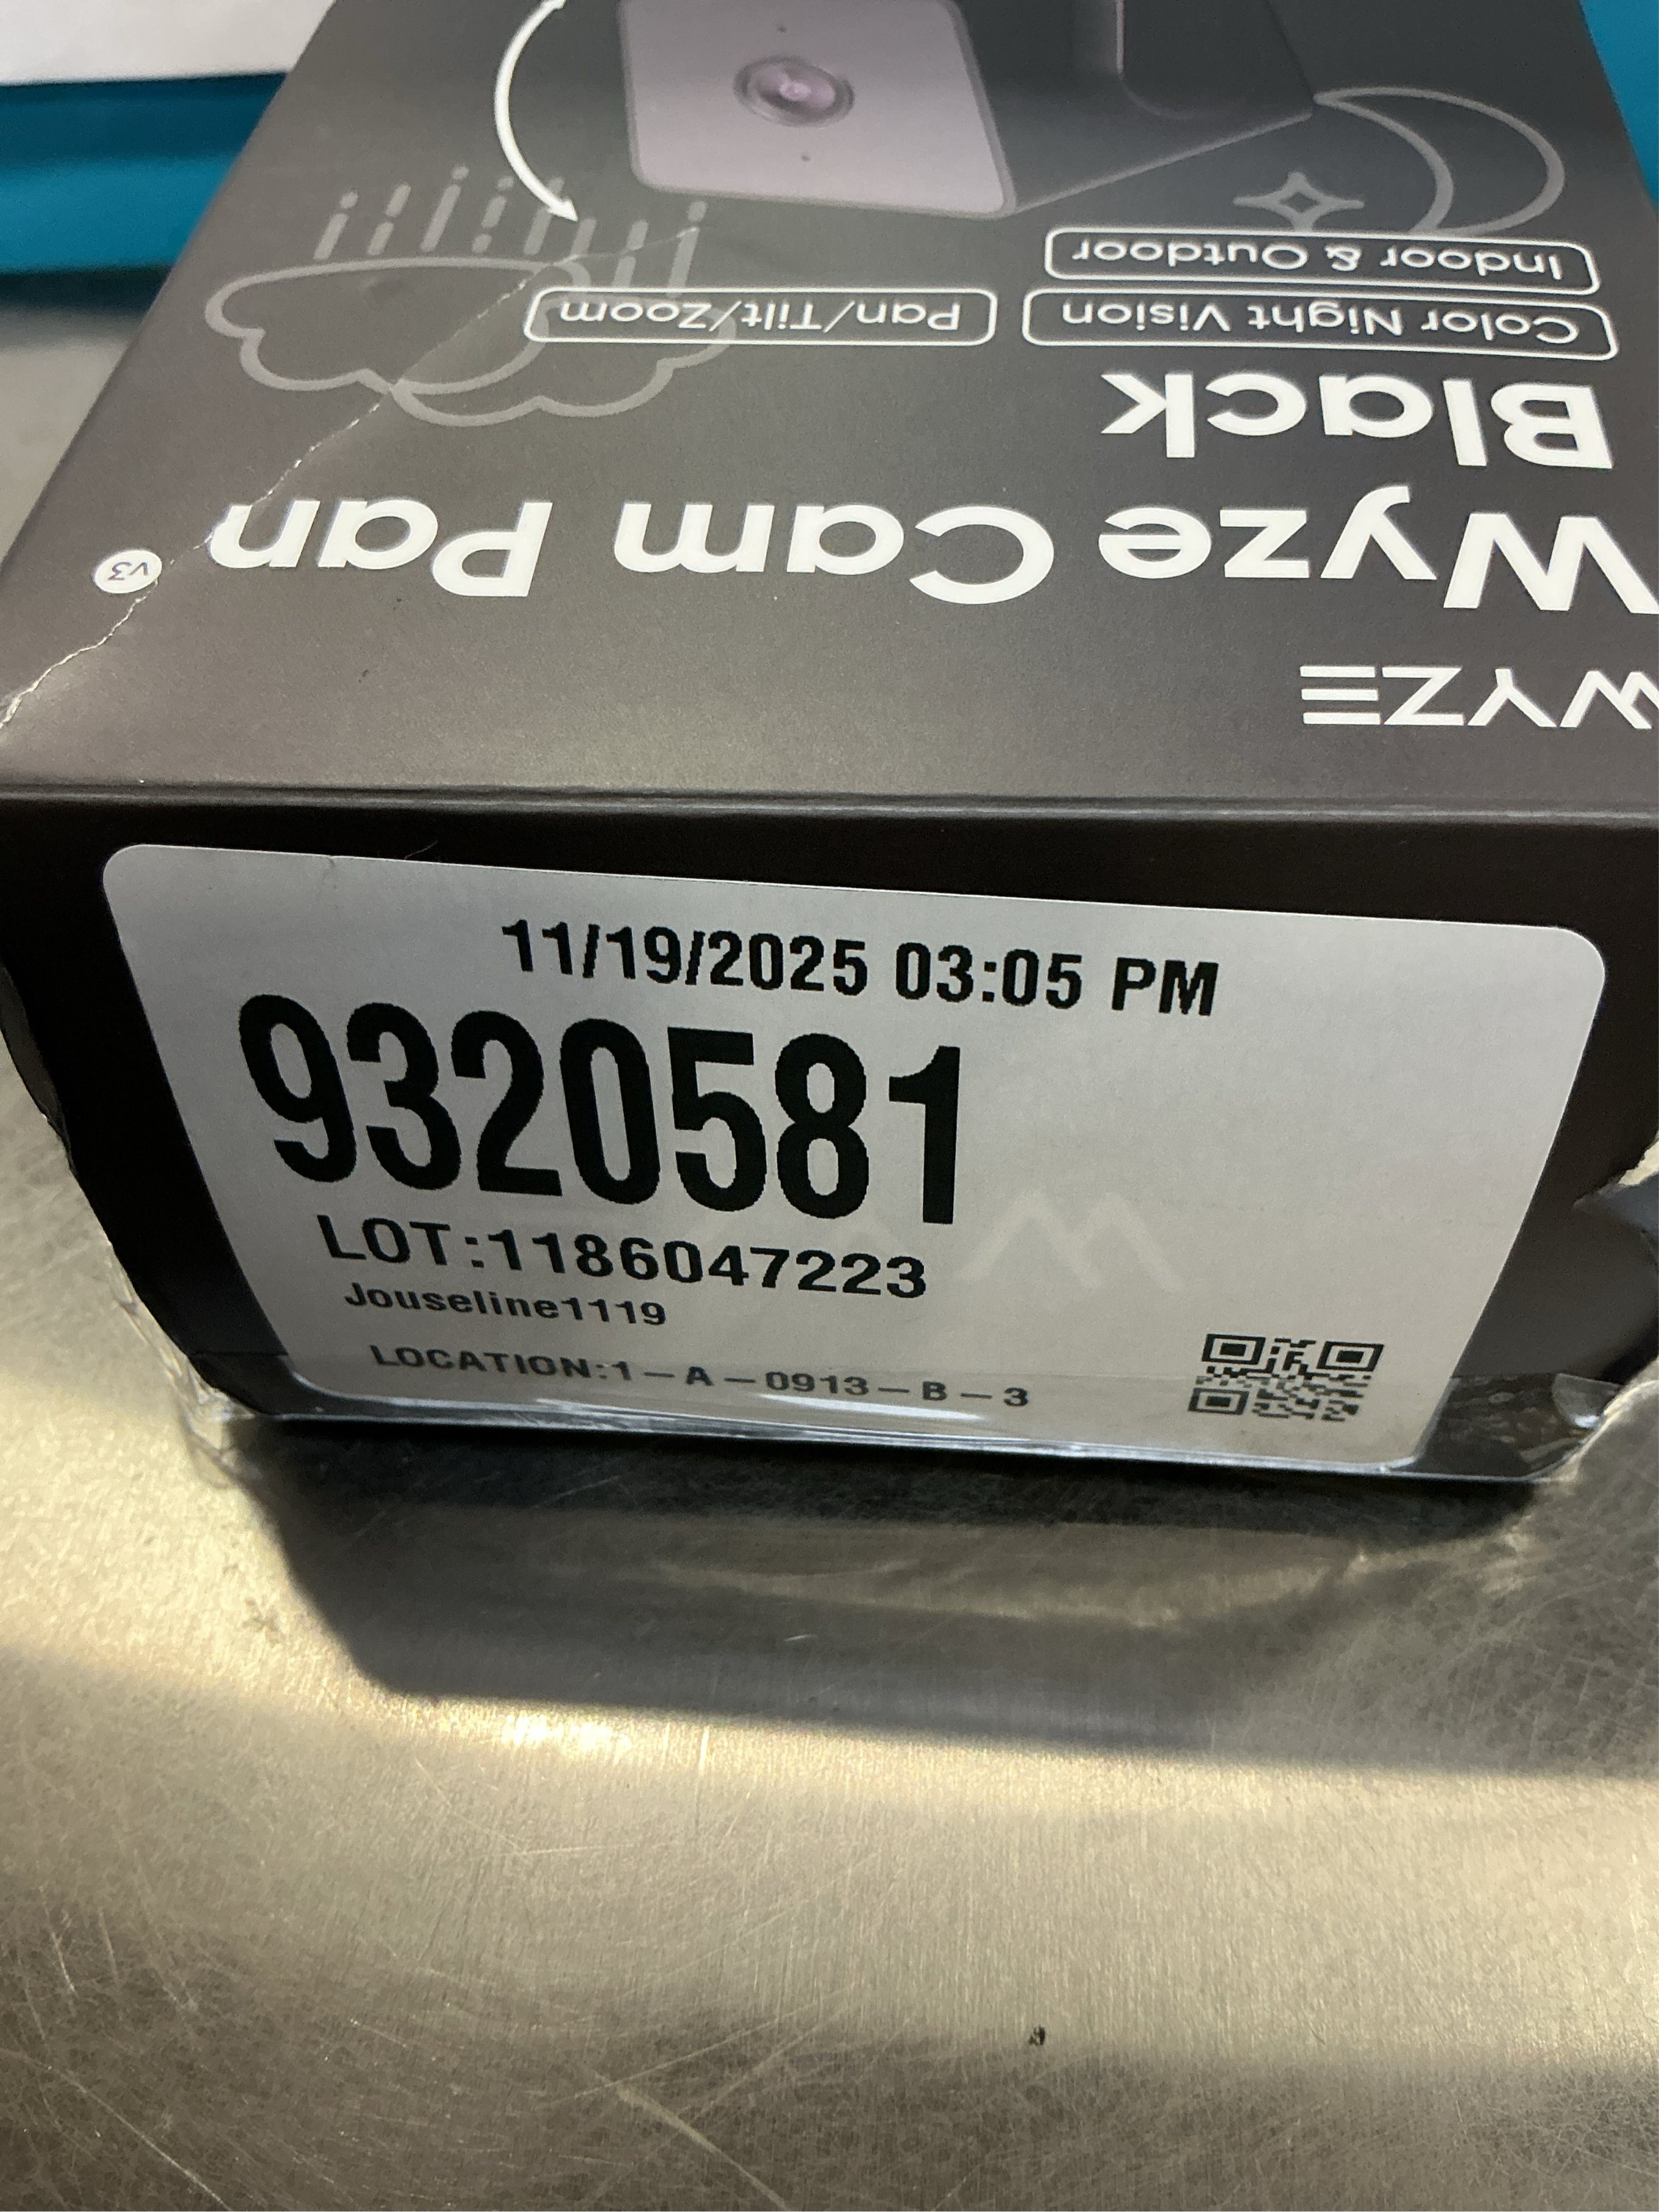 WYZE
Wyze Cam Pan v3
Black
Color Night Vision Pan/Tilt/Zoom
Indoor & Outdoor
11/19/2025 03:05 PM
9320581
LOT:1186047223
Jouseline1119
LOCATION:1-A-0913-B-3